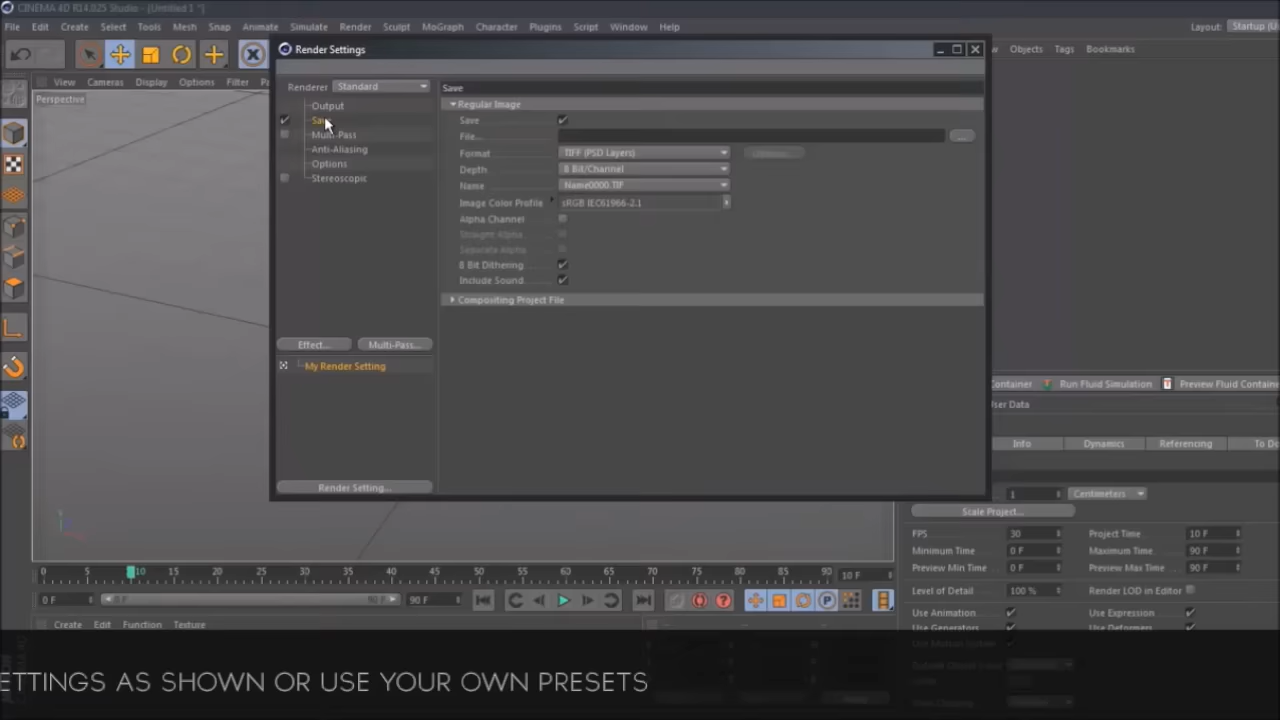 CINEMA 4D R14.025 Studio - [Untitled 1 *]
File Edit Create Select Tools Mesh Snap Animate Simulate Render Sculpt MoGraph Character Plugins Script Window Help Layout: Startup (U
Render Settings
Objects Tags Bookmarks
View Cameras Display Options Filter
Perspective
Renderer Standard
Output
Save
Multi-Pass
Anti-Aliasing
Options
Stereoscopic
Effect... Multi-Pass...
My Render Setting
Render Setting...
Save
Regular Image
Save
File...
Format TIFF (PSD Layers)
Depth 8 Bit/Channel
Name Name0000.TIF
Image Color Profile sRGB IEC61966-2.1
Alpha Channel
Straight Alpha
Separate Alpha
8 Bit Dithering
Include Sound
Compositing Project File
Container Run Fluid Simulation Preview Fluid Contain
ser Data
Info Dynamics Referencing To Do
1 Centimeters
Scale Project...
FPS 30 Project Time 10 F
Minimum Time 0 F Maximum Time 90 F
Preview Min Time 0 F Preview Max Time 90 F
Level of Detail 100 % Render LOD in Editor
Use Animation Use Expression
Use Generators Use Deformers
0 5 10 15 20 25 30 35 40 45 50 55 60 65 70 75 80 85 90 10 F
0 F 0 F 90 F 90 F
Create Edit Function Texture
ETTINGS AS SHOWN OR USE YOUR OWN PRESETS